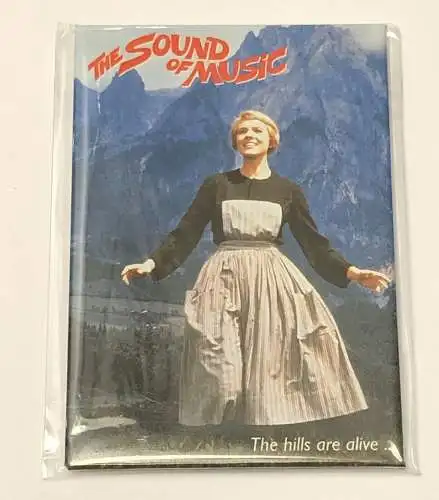 THE SOUND
OF MUSIC
The hills are alive ...